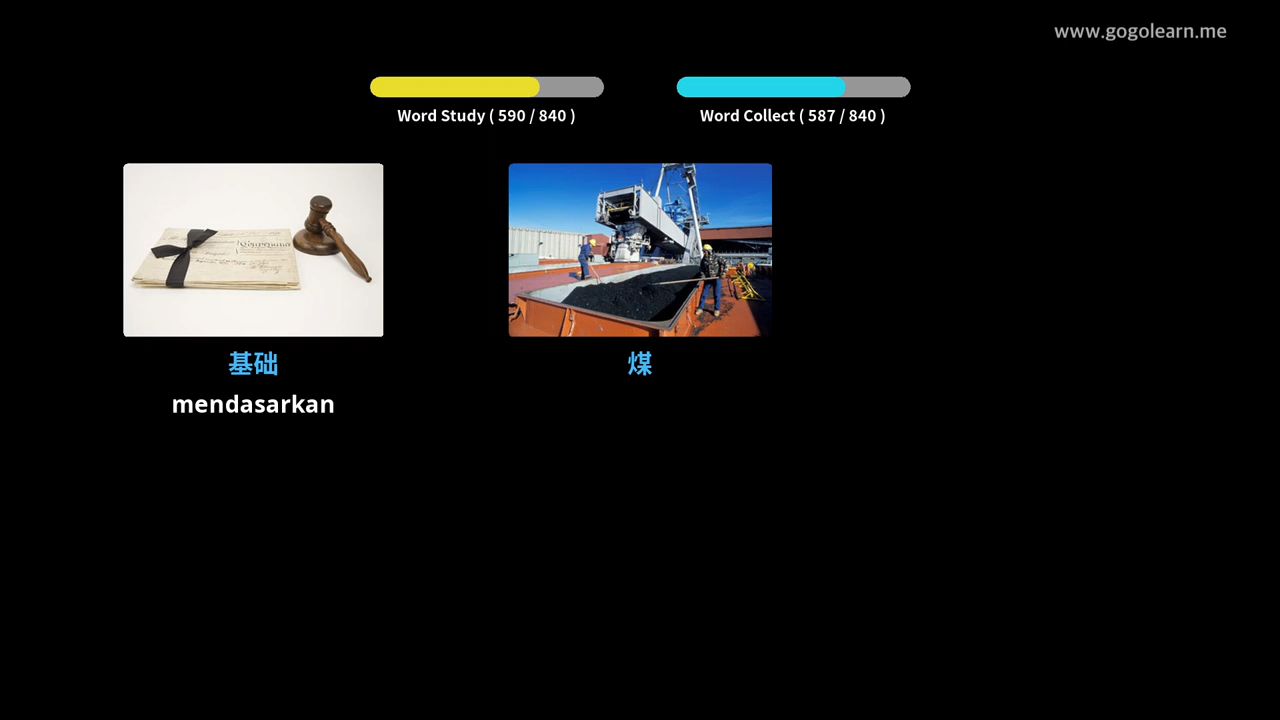 www.gogolearn.me
Word Study ( 590 / 840 )
Word Collect ( 587 / 840 )
基础
煤
mendasarkan